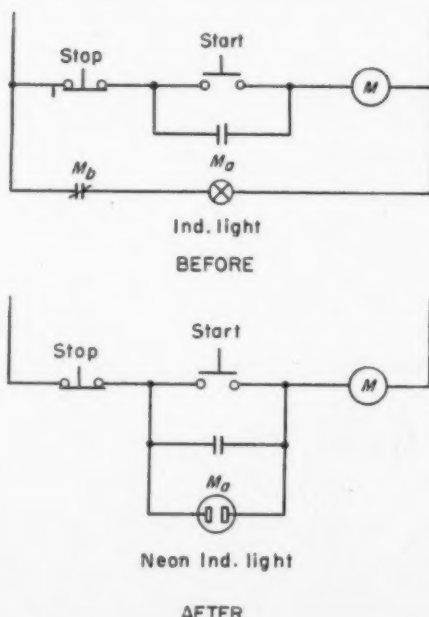 Start
Stop
M
Mb
Ma
Ind. light
BEFORE
Start
Stop
M
Ma
Neon Ind. light
AFTER